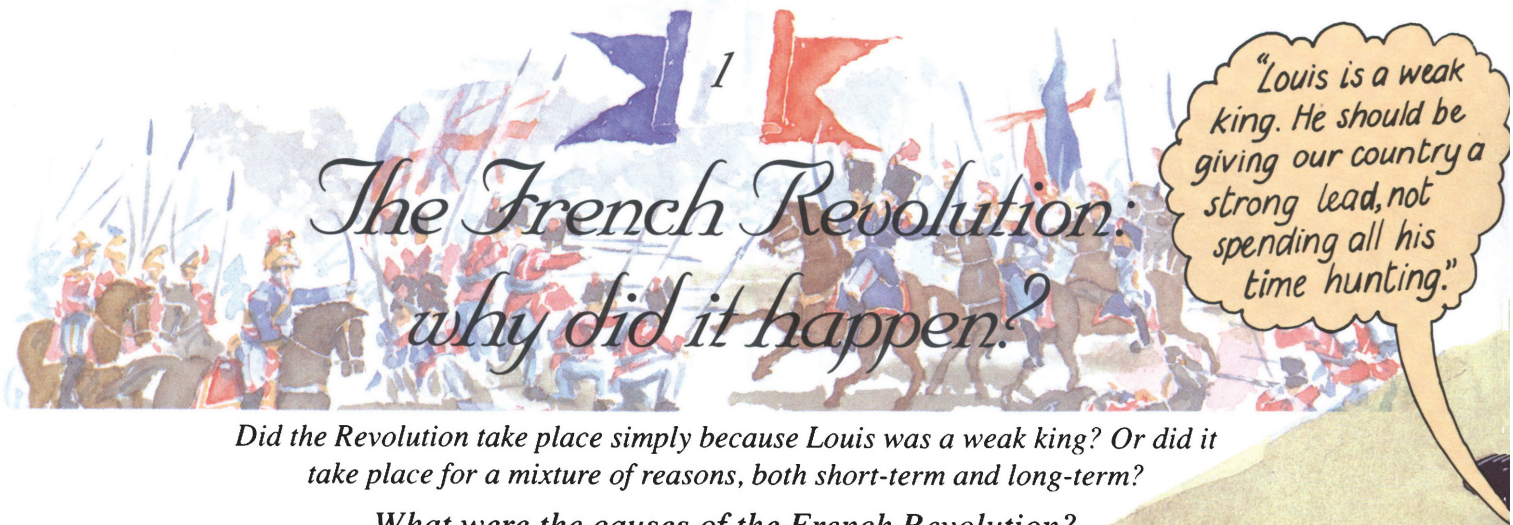 1
The French Revolution:
why did it happen?
"Louis is a weak
king. He should be
giving our country a
strong lead, not
spending all his
time hunting."
Did the Revolution take place simply because Louis was a weak king? Or did it
take place for a mixture of reasons, both short-term and long-term?
What were the causes of the French Revolution?